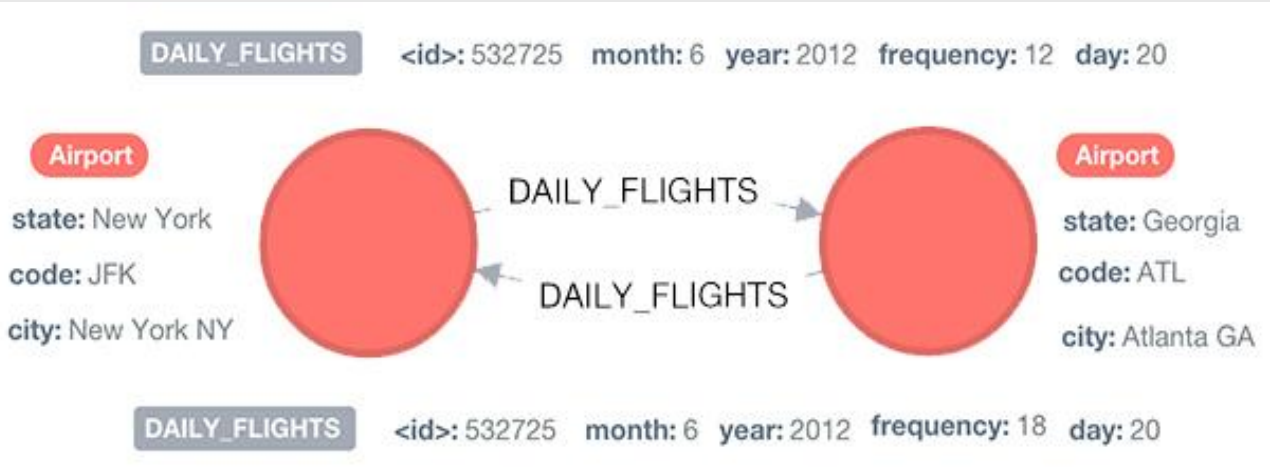 DAILY_FLIGHTS <id>: 532725 month: 6 year: 2012 frequency: 12 day: 20
Airport
state: New York
code: JFK
city: New York NY
DAILY_FLIGHTS
DAILY_FLIGHTS
Airport
state: Georgia
code: ATL
city: Atlanta GA
DAILY_FLIGHTS <id>: 532725 month: 6 year: 2012 frequency: 18 day: 20